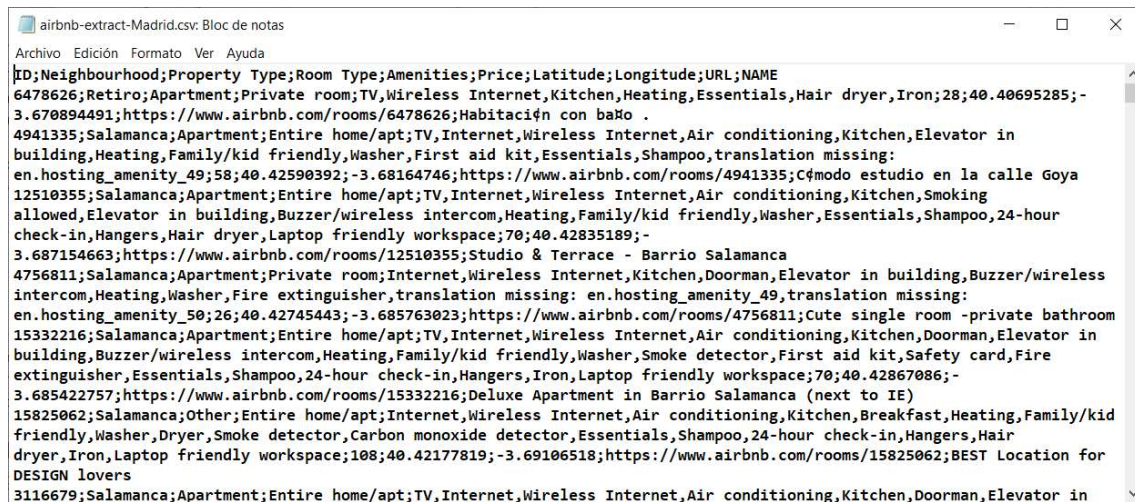 airbnb-extract-Madrid.csv: Bloc de notas
Archivo Edición Formato Ver Ayuda
ID;Neighbourhood;Property Type;Room Type;Amenities;Price;Latitude;Longitude;URL;NAME
6478626;Retiro;Apartment;Private room;TV,Wireless Internet,Kitchen,Heating,Essentials,Hair dryer,Iron;28;40.40695285;-
3.670894491;https://www.airbnb.com/rooms/6478626;Habitaci¢n con ba¤o .
4941335;Salamanca;Apartment;Entire home/apt;TV,Internet,Wireless Internet,Air conditioning,Kitchen,Elevator in
building,Heating,Family/kid friendly,Washer,First aid kit,Essentials,Shampoo,translation missing:
en.hosting_amenity_49;58;40.42590392;-3.68164746;https://www.airbnb.com/rooms/4941335;C¢modo estudio en la calle Goya
12510355;Salamanca;Apartment;Entire home/apt;TV,Internet,Wireless Internet,Air conditioning,Kitchen,Smoking
allowed,Elevator in building,Buzzer/wireless intercom,Heating,Family/kid friendly,Washer,Essentials,Shampoo,24-hour
check-in,Hangers,Hair dryer,Laptop friendly workspace;70;40.42835189;-
3.687154663;https://www.airbnb.com/rooms/12510355;Studio & Terrace - Barrio Salamanca
4756811;Salamanca;Apartment;Private room;Internet,Wireless Internet,Kitchen,Doorman,Elevator in building,Buzzer/wireless
intercom,Heating,Washer,Fire extinguisher,translation missing: en.hosting_amenity_49,translation missing:
en.hosting_amenity_50;26;40.42745443;-3.685763023;https://www.airbnb.com/rooms/4756811;Cute single room -private bathroom
15332216;Salamanca;Apartment;Entire home/apt;TV,Internet,Wireless Internet,Air conditioning,Kitchen,Doorman,Elevator in
building,Buzzer/wireless intercom,Heating,Family/kid friendly,Washer,Smoke detector,First aid kit,Safety card,Fire
extinguisher,Essentials,Shampoo,24-hour check-in,Hangers,Iron,Laptop friendly workspace;70;40.42867086;-
3.685422757;https://www.airbnb.com/rooms/15332216;Deluxe Apartment in Barrio Salamanca (next to IE)
15825062;Salamanca;Other;Entire home/apt;Internet,Wireless Internet,Air conditioning,Kitchen,Breakfast,Heating,Family/kid
friendly,Washer,Dryer,Smoke detector,Carbon monoxide detector,Essentials,Shampoo,24-hour check-in,Hangers,Hair
dryer,Iron,Laptop friendly workspace;108;40.42177819;-3.69106518;https://www.airbnb.com/rooms/15825062;BEST Location for
DESIGN lovers
3116679;Salamanca;Apartment;Entire home/apt;TV,Internet,Wireless Internet,Air conditioning,Kitchen,Doorman,Elevator in